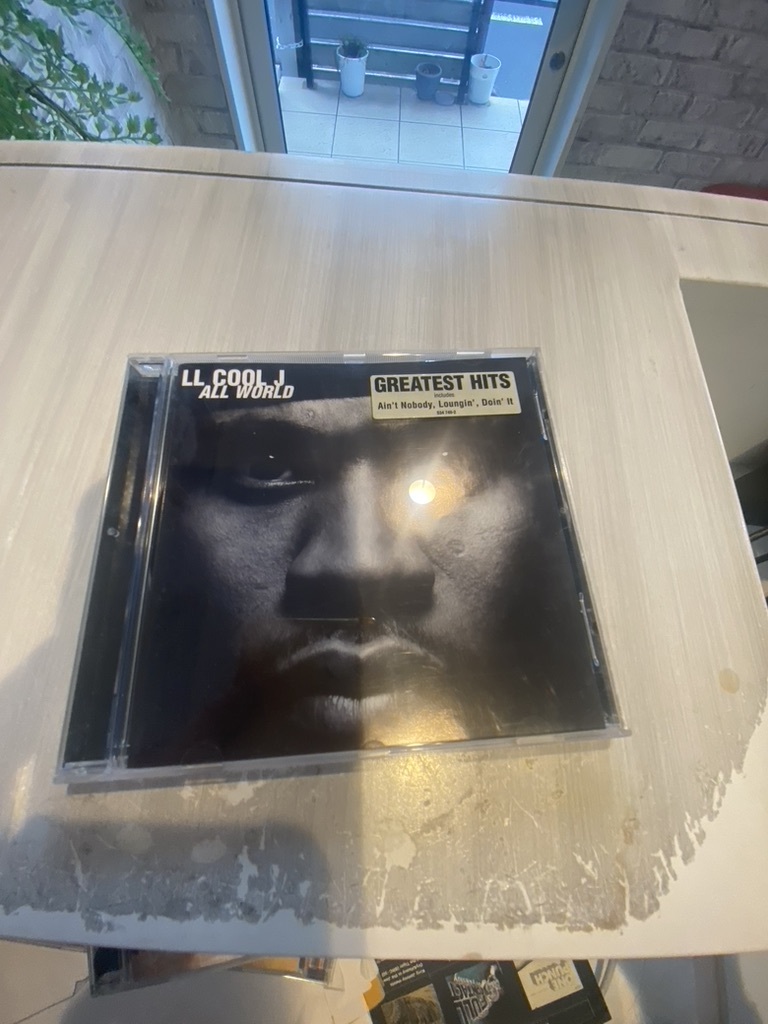 LL COOL J
ALL WORLD
GREATEST HITS
includes
Ain't Nobody, Loungin', Doin' It